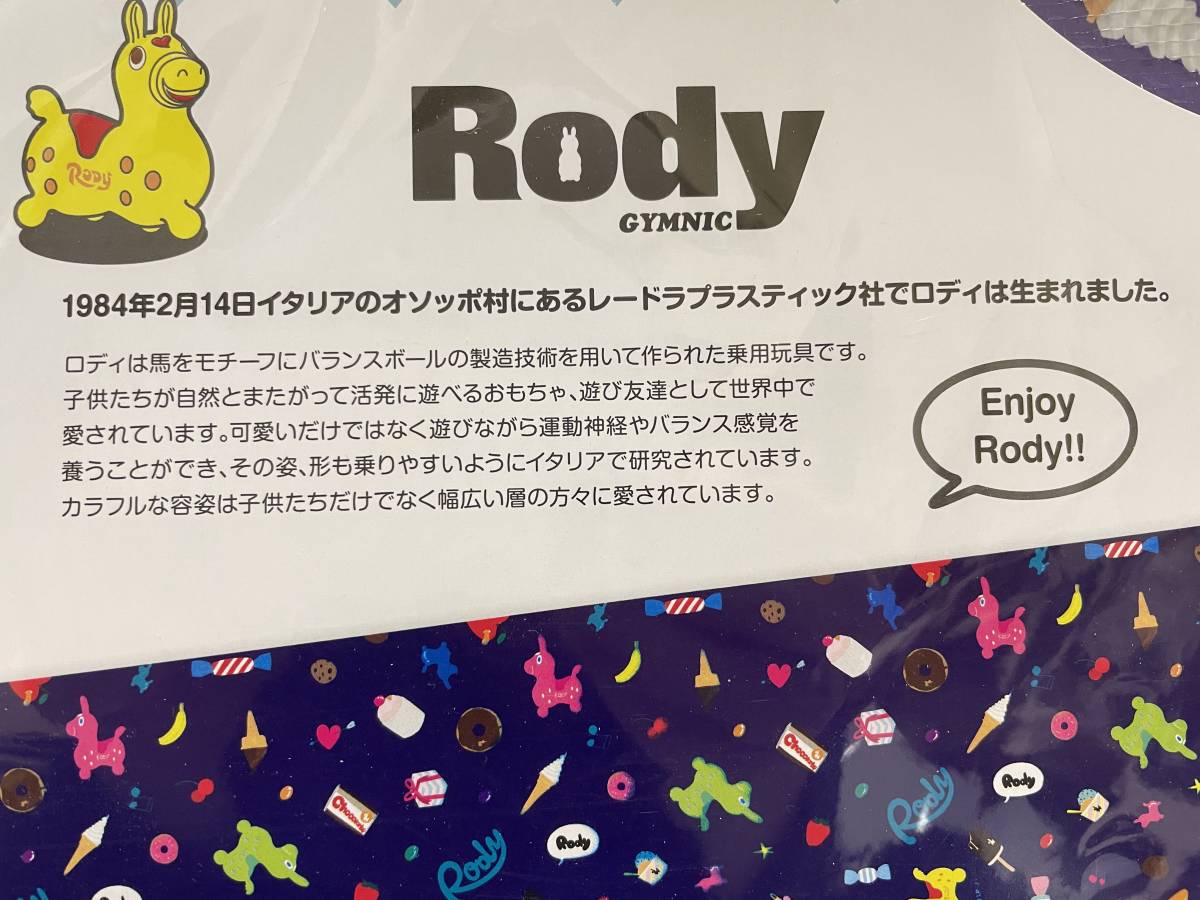 Rody
Rody
GYMNIC
1984年2月14日イタリアのオソッポ村にあるレードラプラスティック社でロディは生まれました。
ロディは馬をモチーフにバランスボールの製造技術を用いて作られた乗用玩具です。
子供たちが自然とまたがって活発に遊べるおもちゃ、遊び友達として世界中で
愛されています。可愛いだけではなく遊びながら運動神経やバランス感覚を
養うことができ、その姿、形も乗りやすいようにイタリアで研究されています。
カラフルな容姿は子供たちだけでなく幅広い層の方々に愛されています。
Enjoy
Rody!!
Chocorody
Rody
Rody
Chocorody
Rody
Rody